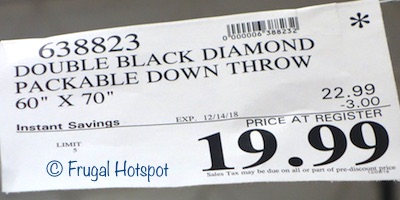 638823
0000006 388232
*
DOUBLE BLACK DIAMOND
PACKABLE DOWN THROW
60" X 70"
22.99
-3.00
Instant Savings EXP. 12/14/18
PRICE AT REGISTER
LIMIT
5
19.99
Sales Tax may be due on all or part of pre-discount price
© Frugal Hotspot